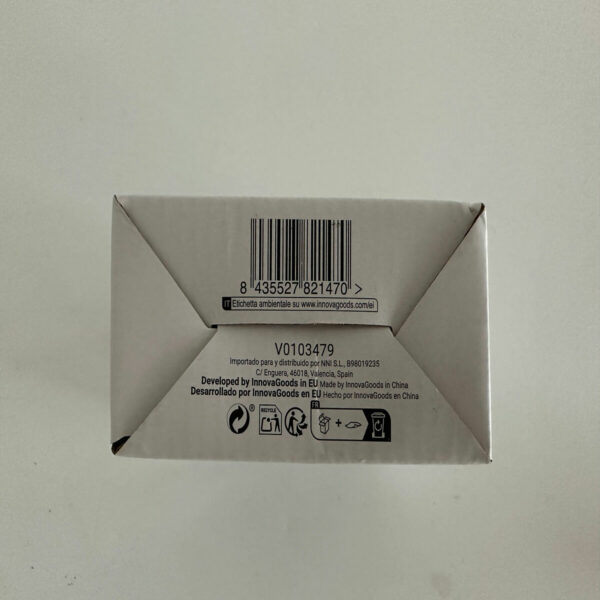 8 435527 821470 >
IT Etichetta ambientale su www.innovagoods.com/ei
V0103479
Importado para y distribuido por NNI S.L., B98019235
C/ Enguera, 46018, Valencia, Spain
Developed by InnovaGoods in EU Made by InnovaGoods in China
Desarrollado por InnovaGoods en EU Hecho por InnovaGoods en China
® RECYCLE FR +